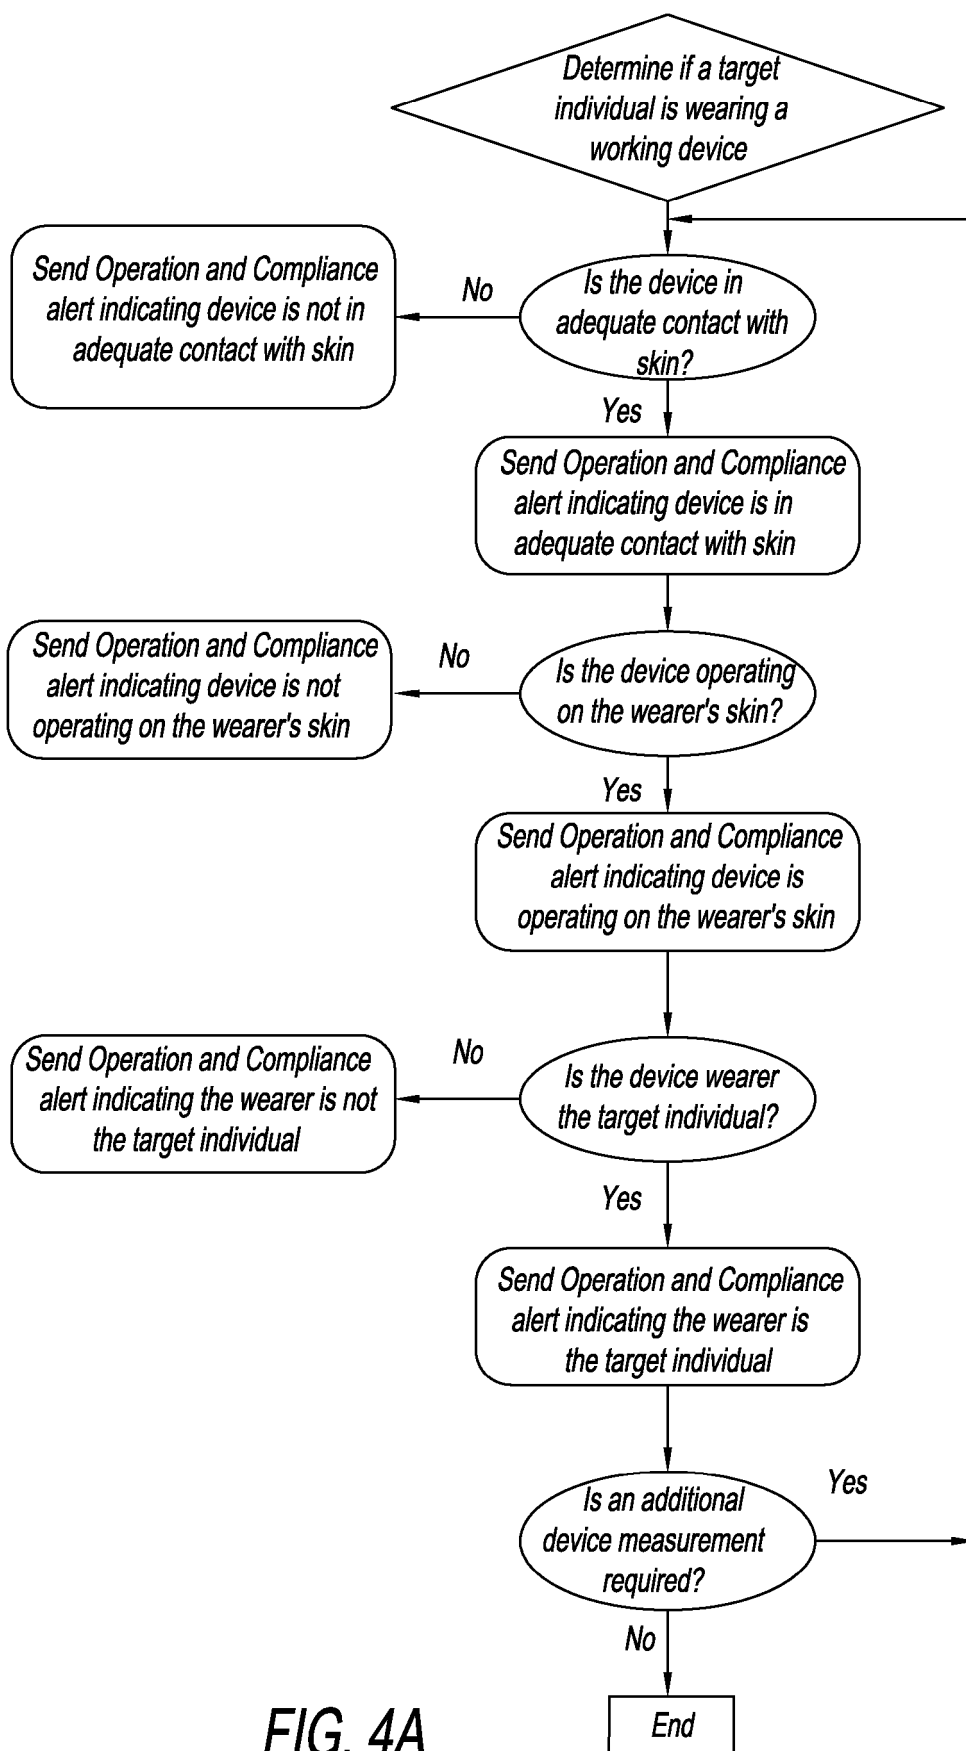 Determine if a target
individual is wearing a
working device
Is the device in
adequate contact with
skin?
No
Send Operation and Compliance
alert indicating device is not in
adequate contact with skin
Yes
Send Operation and Compliance
alert indicating device is in
adequate contact with skin
Is the device operating
on the wearer's skin?
No
Send Operation and Compliance
alert indicating device is not
operating on the wearer's skin
Yes
Send Operation and Compliance
alert indicating device is
operating on the wearer's skin
Is the device wearer
the target individual?
No
Send Operation and Compliance
alert indicating the wearer is not
the target individual
Yes
Send Operation and Compliance
alert indicating the wearer is
the target individual
Is an additional
device measurement
required?
Yes
No
End
FIG. 4A